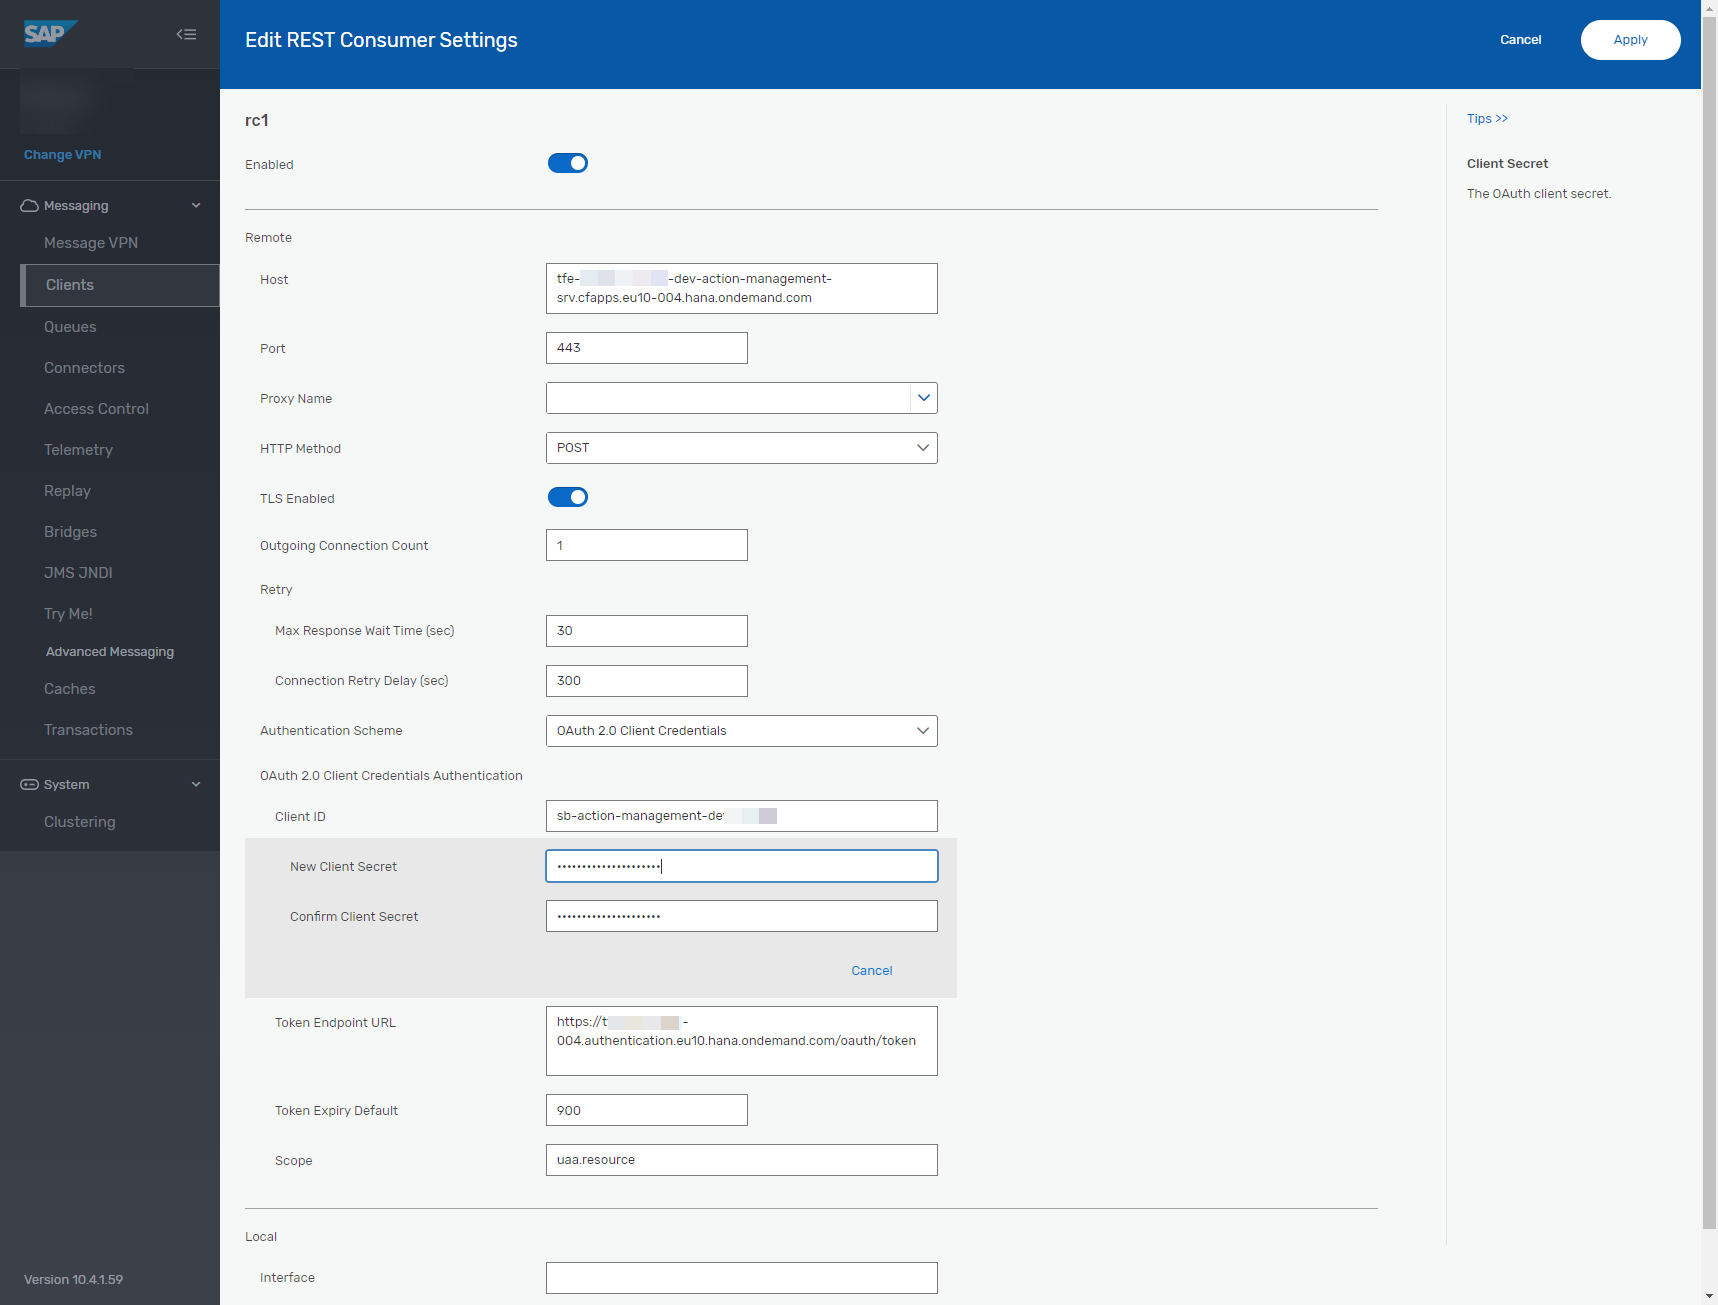 SAP
Change VPN
Messaging
Message VPN
Clients
Queues
Connectors
Access Control
Telemetry
Replay
Bridges
JMS JNDI
Try Me!
Advanced Messaging
Caches
Transactions
System
Clustering
Version 10.4.1.59
Edit REST Consumer Settings
Cancel
Apply
rc1
Enabled
Remote
Host
tfe-
-dev-action-management-
srv.cfapps.eu10-004.hana.ondemand.com
Port
443
Proxy Name
HTTP Method
POST
TLS Enabled
Outgoing Connection Count
1
Retry
Max Response Wait Time (sec)
30
Connection Retry Delay (sec)
300
Authentication Scheme
OAuth 2.0 Client Credentials
OAuth 2.0 Client Credentials Authentication
Client ID
sb-action-management-de
New Client Secret
•••••••••••••••••••••
Confirm Client Secret
•••••••••••••••••••••
Cancel
Token Endpoint URL
https://t
-
004.authentication.eu10.hana.ondemand.com/oauth/token
Token Expiry Default
900
Scope
uaa.resource
Local
Interface
Tips >>
Client Secret
The OAuth client secret.